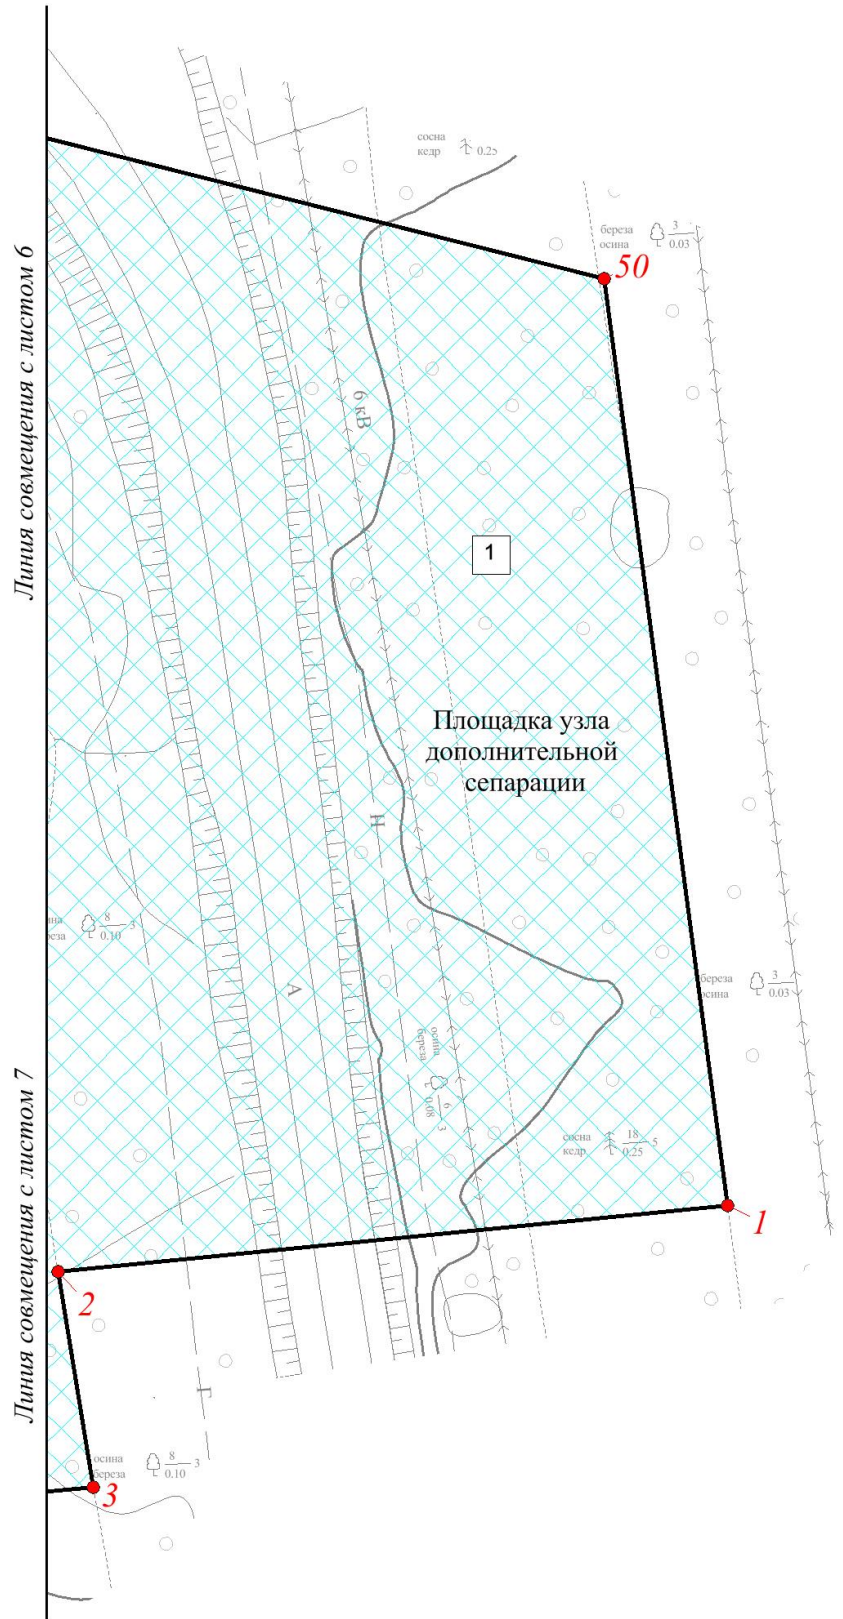 сосна
кедр 0.25
береза
осина
3
0.03
50
Линия совмещения с листом 6
6 кВ
1
Площадка узла
дополнительной
сепарации
Н
8
0.10
3
А
береза
3
0.03
осина
береза
6
0.08
3
Линия совмещения с листом 7
сосна
кедр
18
0.25
5
1
2
Г
осина
береза
8
0.10
3
3